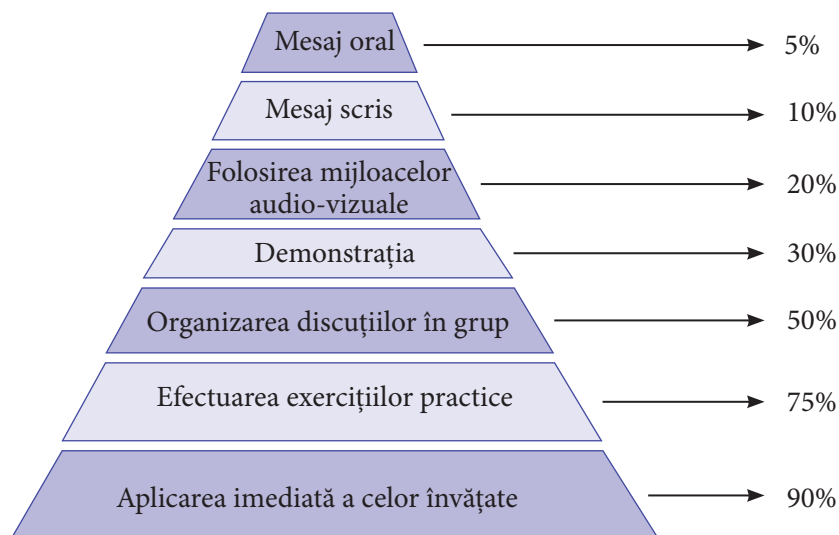 Mesaj oral
5%
Mesaj scris
10%
Folosirea mijloacelor
audio-vizuale
20%
Demonstrația
30%
Organizarea discuțiilor în grup
50%
Efectuarea exercițiilor practice
75%
Aplicarea imediată a celor învățate
90%